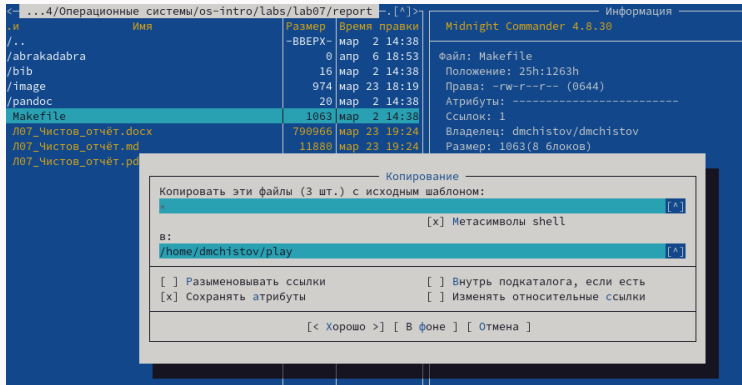 <- ...4/Операционные системы/os-intro/labs/lab07/report -.[^]>
.и Имя Размер Время правки
/.. -ВВЕРХ- мар 2 14:38
/abrakadabra 0 апр 6 18:53
/bib 16 мар 2 14:38
/image 974 мар 23 18:19
/pandoc 20 мар 2 14:38
Makefile 1063 мар 2 14:38
Л07_Чистов_отчёт.docx 790966 мар 23 19:24
Л07_Чистов_отчёт.md 11880 мар 23 19:24
Л07_Чистов_отчёт.pd
Информация
Midnight Commander 4.8.30
Файл: Makefile
Положение: 25h:1263h
Права: -rw-r--r-- (0644)
Атрибуты: ------------------------
Ссылок: 1
Владелец: dmchistov/dmchistov
Размер: 1063(8 блоков)
Копирование
Копировать эти файлы (3 шт.) с исходным шаблоном:
* [^]
[x] Метасимволы shell
в:
/home/dmchistov/play [^]
[ ] Разыменовывать ссылки [ ] Внутрь подкаталога, если есть
[x] Сохранять атрибуты [ ] Изменять относительные ссылки
[< Хорошо >] [ В фоне ] [ Отмена ]